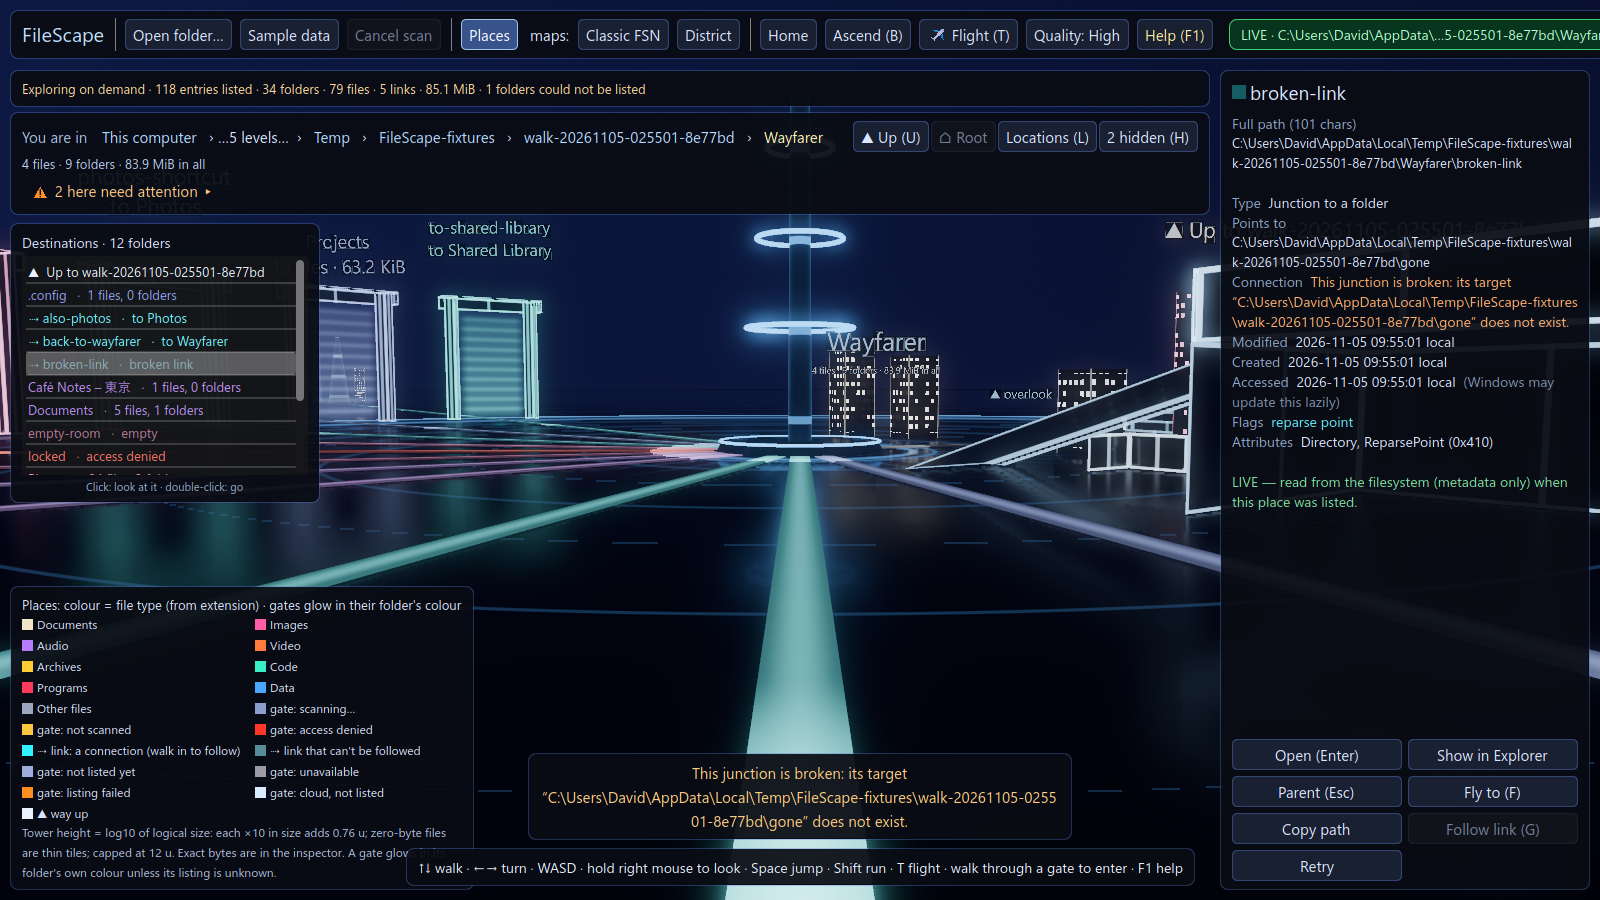 FileScape
Open folder...
Sample data
Cancel scan
Places
maps:
Classic FSN
District
Home
Ascend (B)
Flight (T)
Quality: High
Help (F1)
LIVE · C:\Users\David\AppData\...5-025501-8e77bd\Wayfar
Exploring on demand · 118 entries listed · 34 folders · 79 files · 5 links · 85.1 MiB · 1 folders could not be listed
You are in This computer › ...5 levels... › Temp › FileScape-fixtures › walk-20261105-025501-8e77bd › Wayfarer
▲ Up (U)
Root
Locations (L)
2 hidden (H)
4 files · 9 folders · 83.9 MiB in all
photos-shortcut
2 here need attention ▸
to Photos
Destinations · 12 folders
▲ Up to walk-20261105-025501-8e77bd
.config · 1 files, 0 folders
→ also-photos · to Photos
→ back-to-wayfarer · to Wayfarer
→ broken-link · broken link
Café Notes – 東京 · 1 files, 0 folders
Documents · 5 files, 1 folders
empty-room · empty
locked · access denied
Click: look at it · double-click: go
rojects
s · 63.2 KiB
to-shared-library
to Shared Library
Wayfarer
4 files · 9 folders · 83.9 MiB in all
▲ overlook
▲ Up
broken-link
Full path (101 chars)
C:\Users\David\AppData\Local\Temp\FileScape-fixtures\wal
k-20261105-025501-8e77bd\Wayfarer\broken-link
Type Junction to a folder
Points to
C:\Users\David\AppData\Local\Temp\FileScape-fixtures\wal
k-20261105-025501-8e77bd\gone
Connection This junction is broken: its target
"C:\Users\David\AppData\Local\Temp\FileScape-fixtures
\walk-20261105-025501-8e77bd\gone" does not exist.
Modified 2026-11-05 09:55:01 local
Created 2026-11-05 09:55:01 local
Accessed 2026-11-05 09:55:01 local (Windows may
update this lazily)
Flags reparse point
Attributes Directory, ReparsePoint (0x410)
LIVE — read from the filesystem (metadata only) when
this place was listed.
Open (Enter)
Show in Explorer
Parent (Esc)
Fly to (F)
Copy path
Follow link (G)
Retry
Places: colour = file type (from extension) · gates glow in their folder's colour
Documents
Images
Audio
Video
Archives
Code
Programs
Data
Other files
gate: scanning...
gate: not scanned
gate: access denied
→ link: a connection (walk in to follow)
→ link that can't be followed
gate: not listed yet
gate: unavailable
gate: listing failed
gate: cloud, not listed
▲ way up
Tower height = log10 of logical size: each ×10 in size adds 0.76 u; zero-byte files
are thin tiles; capped at 12 u. Exact bytes are in the inspector. A gate glows in its
folder's own colour unless its listing is unknown.
This junction is broken: its target
"C:\Users\David\AppData\Local\Temp\FileScape-fixtures\walk-20261105-0255
01-8e77bd\gone" does not exist.
↑↓ walk · ←→ turn · WASD · hold right mouse to look · Space jump · Shift run · T flight · walk through a gate to enter · F1 help